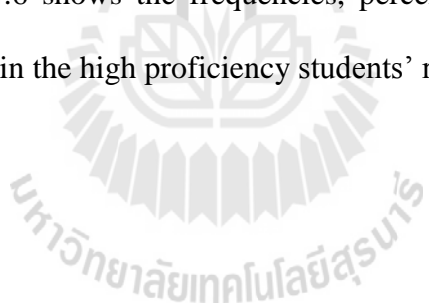 .8 shows the frequencies, perce
in the high proficiency students’ r
มหาวิทยาลัยเทคโนโลยีสุรนารี